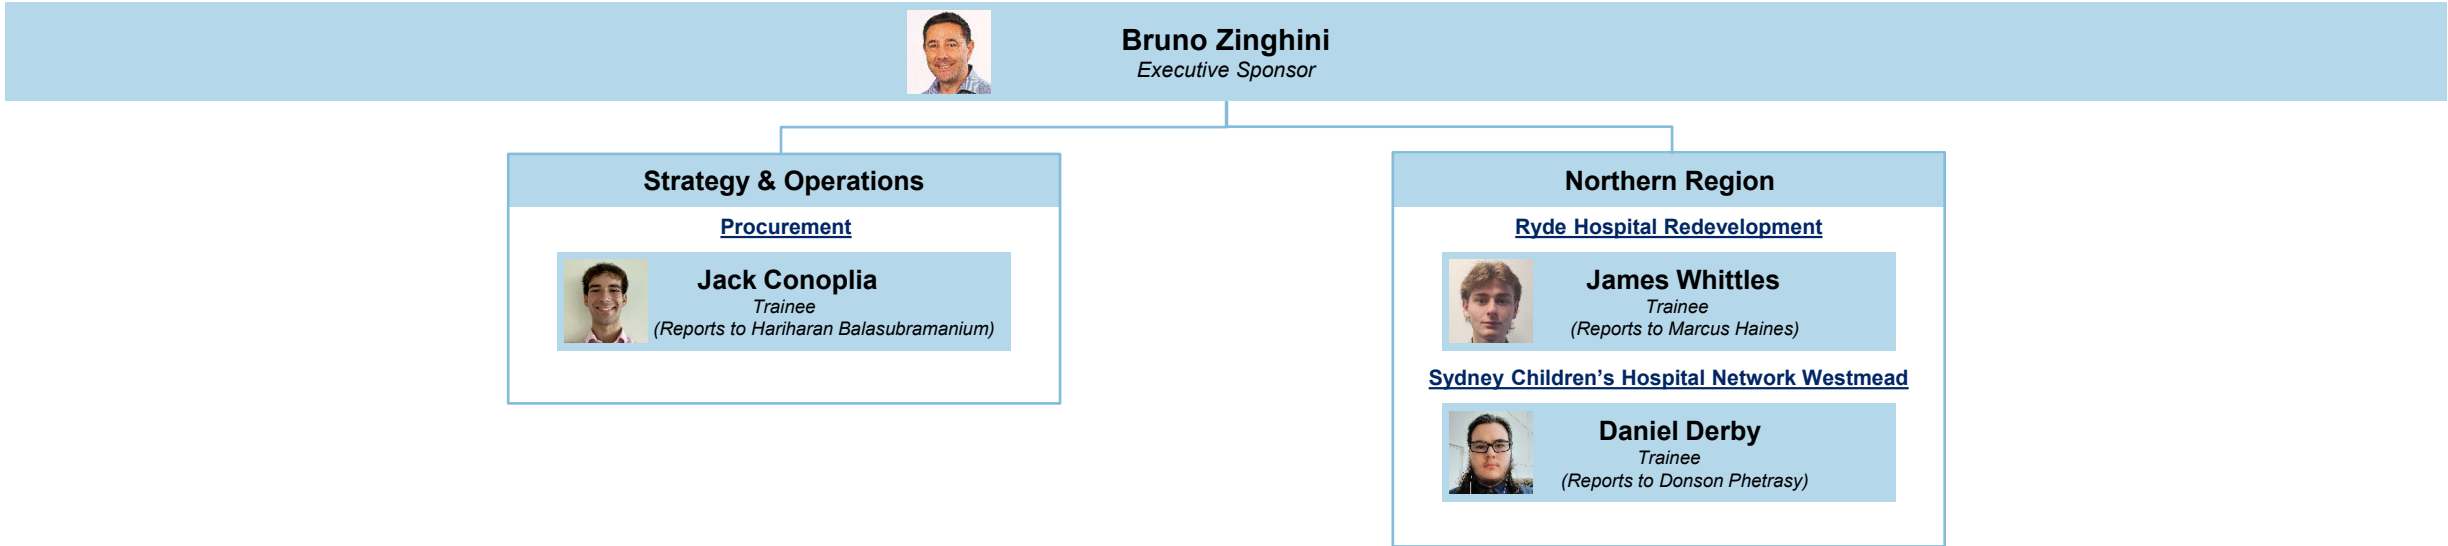 Bruno Zinghini
Executive Sponsor
Strategy & Operations
Procurement
Jack Conoplia
Trainee
(Reports to Hariharan Balasubramanium)
Northern Region
Ryde Hospital Redevelopment
James Whittles
Trainee
(Reports to Marcus Haines)
Sydney Children’s Hospital Network Westmead
Daniel Derby
Trainee
(Reports to Donson Phetrasy)